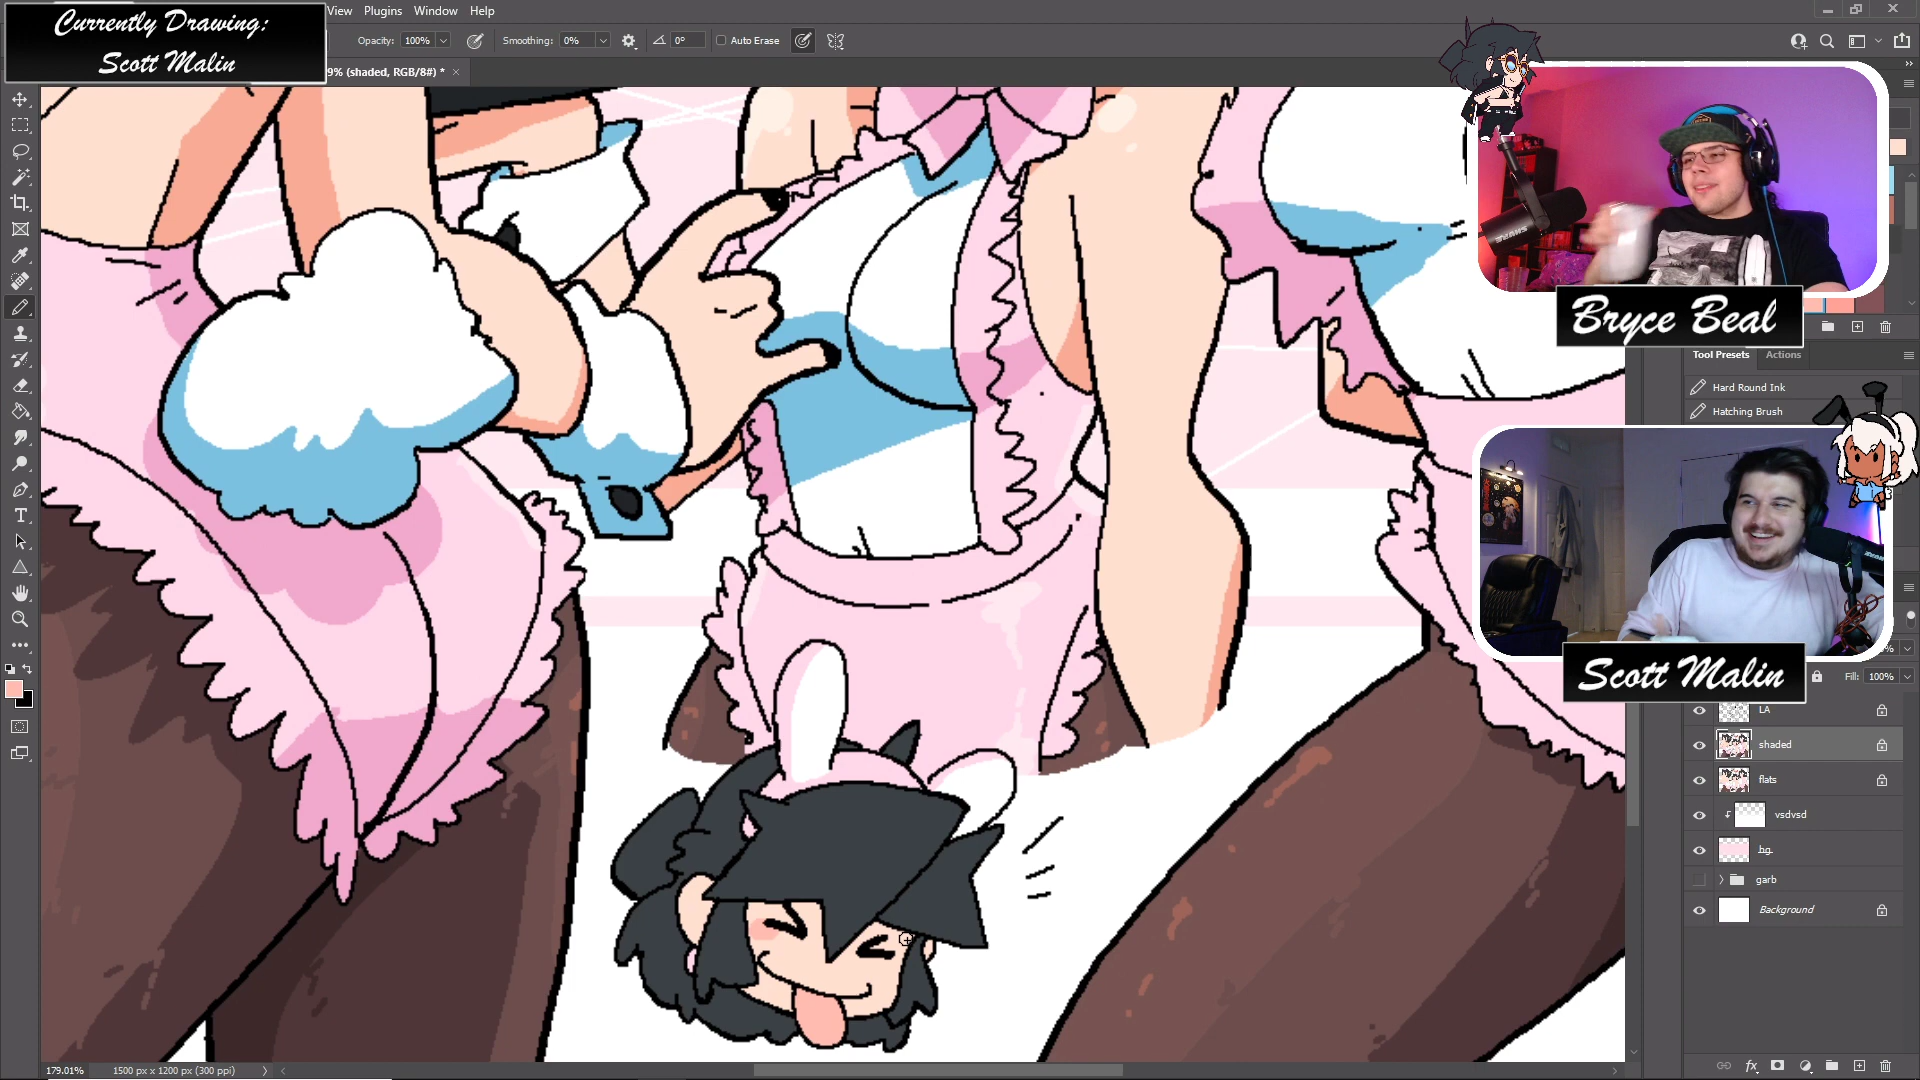 Currently Drawing:
Scott Malin
View Plugins Window Help
Opacity: 100% Smoothing: 0% 0° Auto Erase
9% (shaded, RGB/8#) * ×
Bryce Beal
Tool Presets Actions
Hard Round Ink
Hatching Brush
SHURE
Scott Malin
Fill: 100%
LA
shaded
flats
vsdvsd
bg.
garb
Background
179.01% 1500 px x 1200 px (300 ppi)